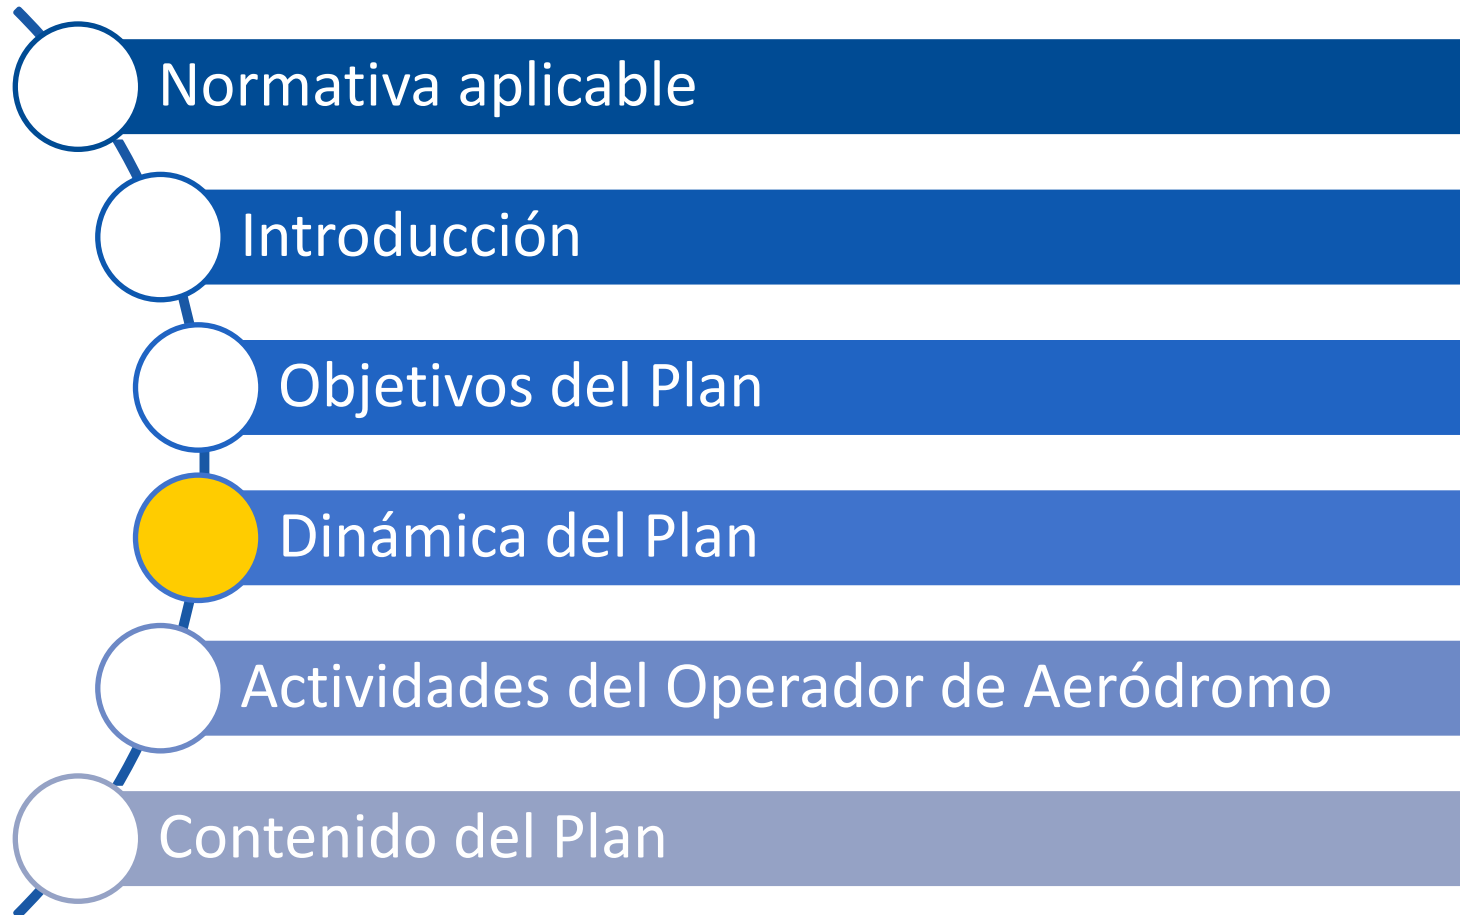 Normativa aplicable
Introducción
Objetivos del Plan
Dinámica del Plan
Actividades del Operador de Aeródromo
Contenido del Plan